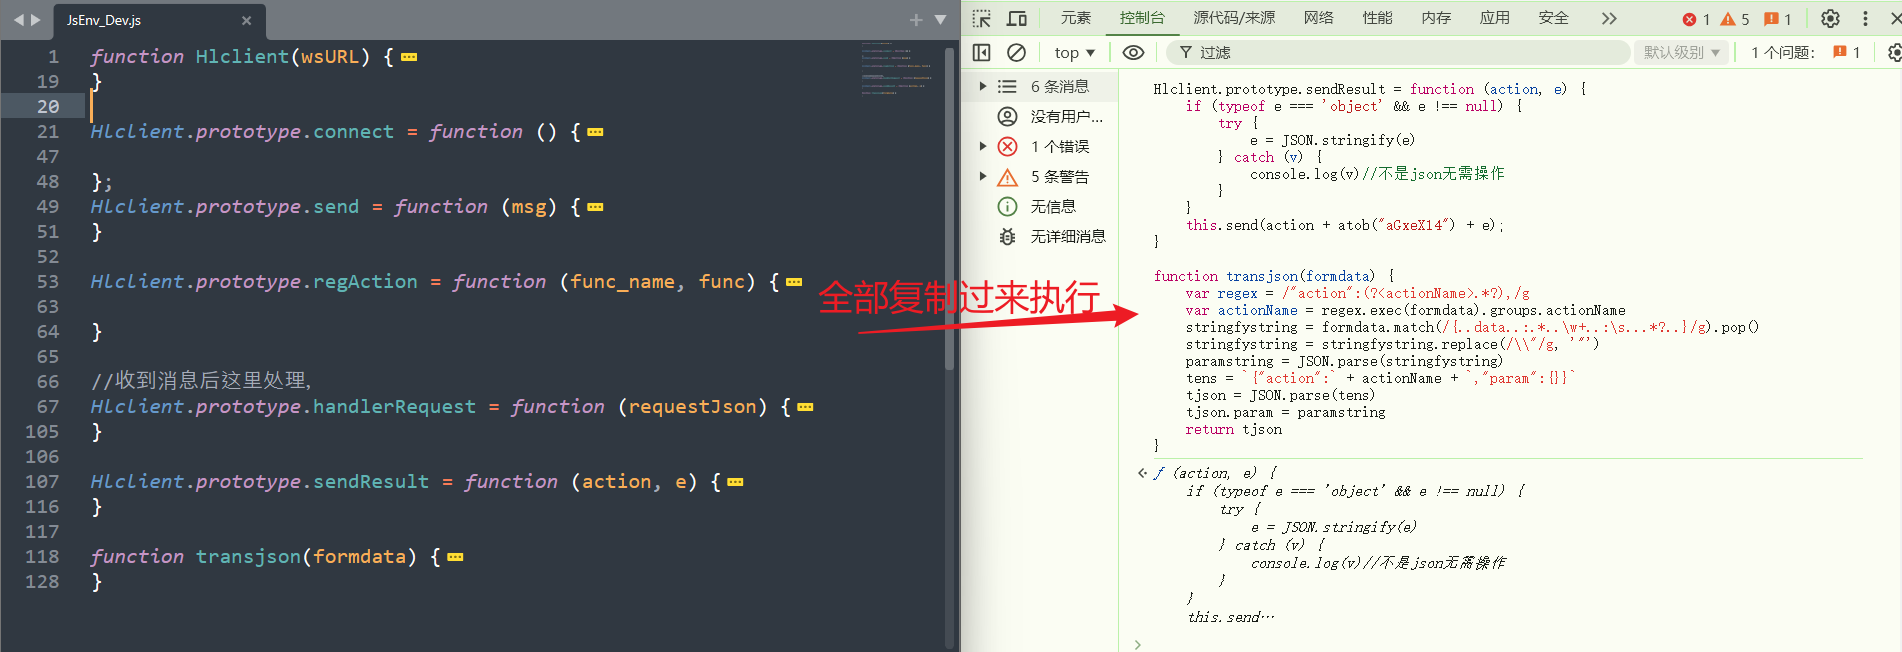 JsEnv_Dev.js
1 function Hlclient(wsURL) {
19 }
20
21 Hlclient.prototype.connect = function () {
47
48 };
49 Hlclient.prototype.send = function (msg) {
51 }
52
53 Hlclient.prototype.regAction = function (func_name, func) {
63
64 }
65
66 //收到消息后这里处理,
67 Hlclient.prototype.handlerRequest = function (requestJson) {
105 }
106
107 Hlclient.prototype.sendResult = function (action, e) {
116 }
117
118 function transjson(formdata) {
128 }
全部复制过来执行
元素 控制台 源代码/来源 网络 性能 内存 应用 安全 1 5 1
top 过滤 默认级别 1 个问题: 1
6 条消息
没有用户...
1 个错误
5 条警告
无信息
无详细消息
Hlclient.prototype.sendResult = function (action, e) {
if (typeof e === 'object' && e !== null) {
try {
e = JSON.stringify(e)
} catch (v) {
console.log(v)//不是json无需操作
}
}
this.send(action + atob("aGxeX14") + e);
}
function transjson(formdata) {
var regex = /"action":(?<actionName>.*?),/g
var actionName = regex.exec(formdata).groups.actionName
stringfystring = formdata.match(/{..data..:.*..\w+..:\s...*?..}/g).pop()
stringfystring = stringfystring.replace(/\\"/g, '"')
paramstring = JSON.parse(stringfystring)
tens = `{"action":` + actionName + `,"param":{}}`
tjson = JSON.parse(tens)
tjson.param = paramstring
return tjson
}
ƒ (action, e) {
if (typeof e === 'object' && e !== null) {
try {
e = JSON.stringify(e)
} catch (v) {
console.log(v)//不是json无需操作
}
}
this.send…